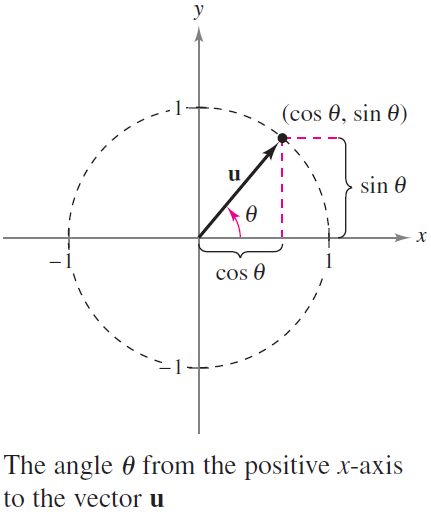 y
1
(cos θ, sin θ)
u
sin θ
θ
x
−1
cos θ
1
−1
The angle θ from the positive x-axis
to the vector u